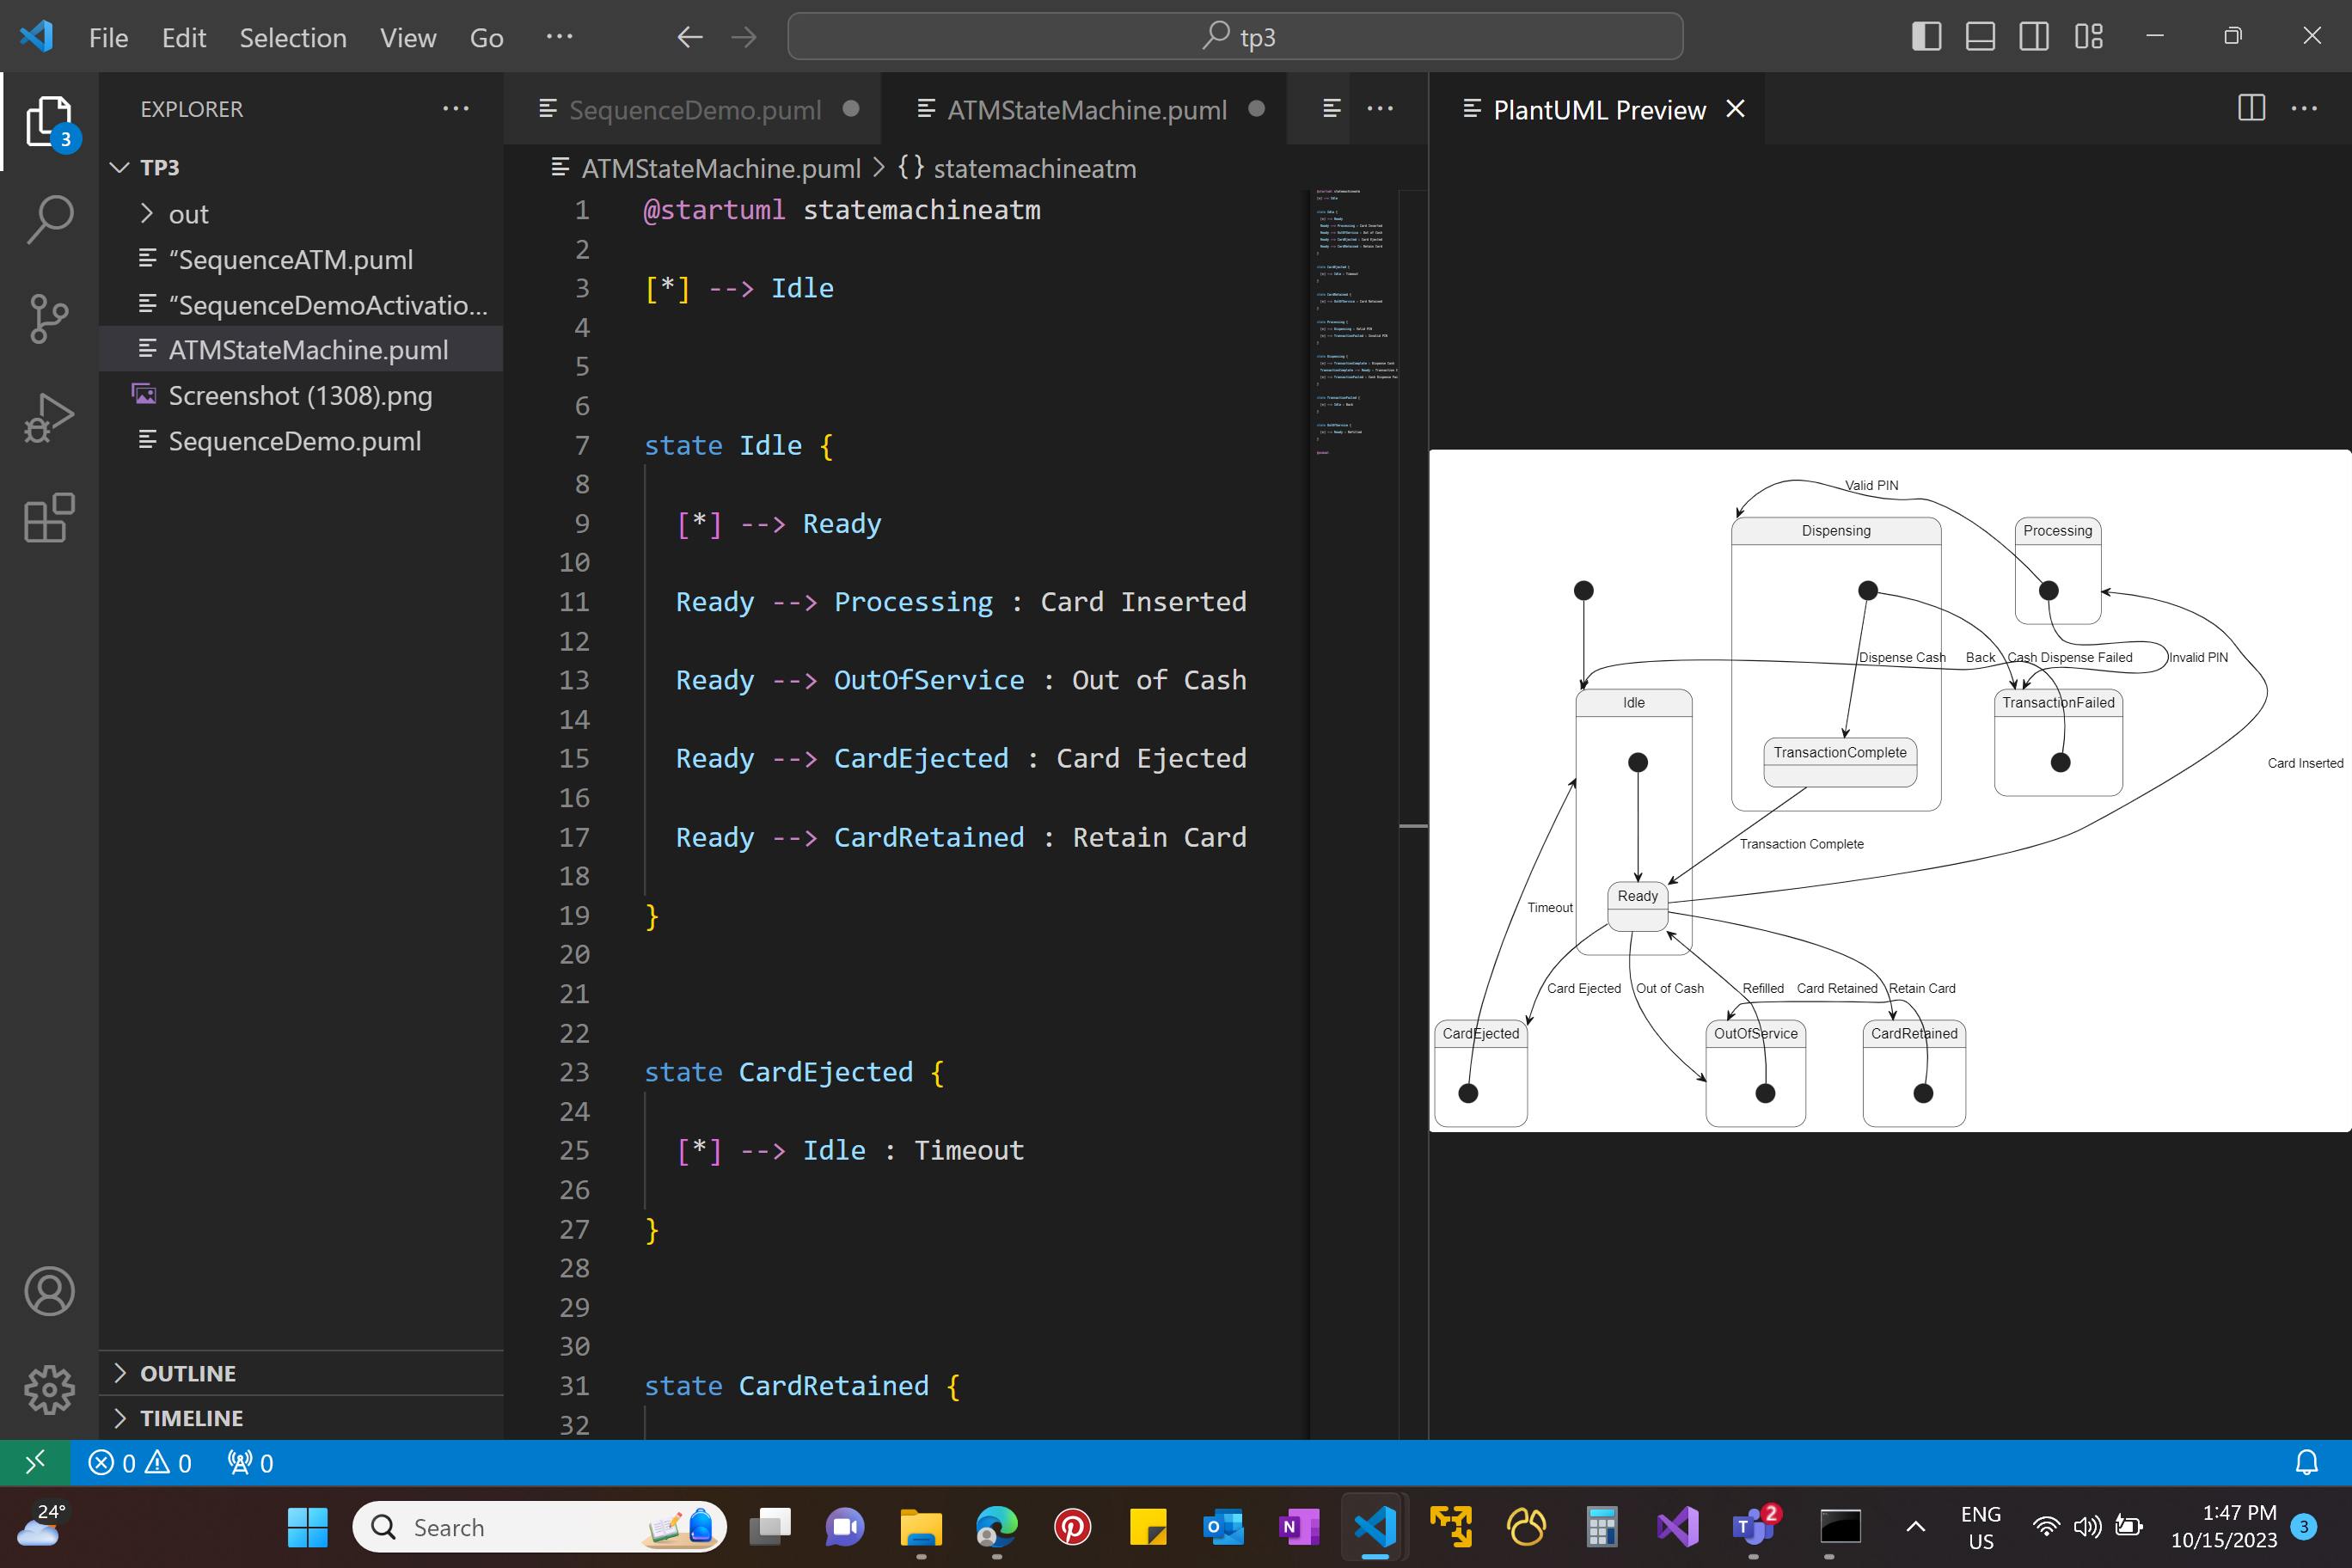 File Edit Selection View Go ···
tp3
EXPLORER
3
TP3
out
“SequenceATM.puml
“SequenceDemoActivatio...
ATMStateMachine.puml
Screenshot (1308).png
SequenceDemo.puml
OUTLINE
TIMELINE
SequenceDemo.puml
ATMStateMachine.puml
ATMStateMachine.puml > {} statemachineatm
1 @startuml statemachineatm
2
3 [*] --> Idle
4
5
6
7 state Idle {
8
9 [*] --> Ready
10
11 Ready --> Processing : Card Inserted
12
13 Ready --> OutOfService : Out of Cash
14
15 Ready --> CardEjected : Card Ejected
16
17 Ready --> CardRetained : Retain Card
18
19 }
20
21
22
23 state CardEjected {
24
25 [*] --> Idle : Timeout
26
27 }
28
29
30
31 state CardRetained {
32
PlantUML Preview
Valid PIN
Dispensing
Processing
Dispense Cash
Back
Cash Dispense Failed
Invalid PIN
Idle
TransactionFailed
TransactionComplete
Card Inserted
Transaction Complete
Ready
Timeout
Card Ejected
Out of Cash
Refilled
Card Retained
Retain Card
CardEjected
OutOfService
CardRetained
0 0 0
24°
Search
2
ENG
US
1:47 PM
10/15/2023
3